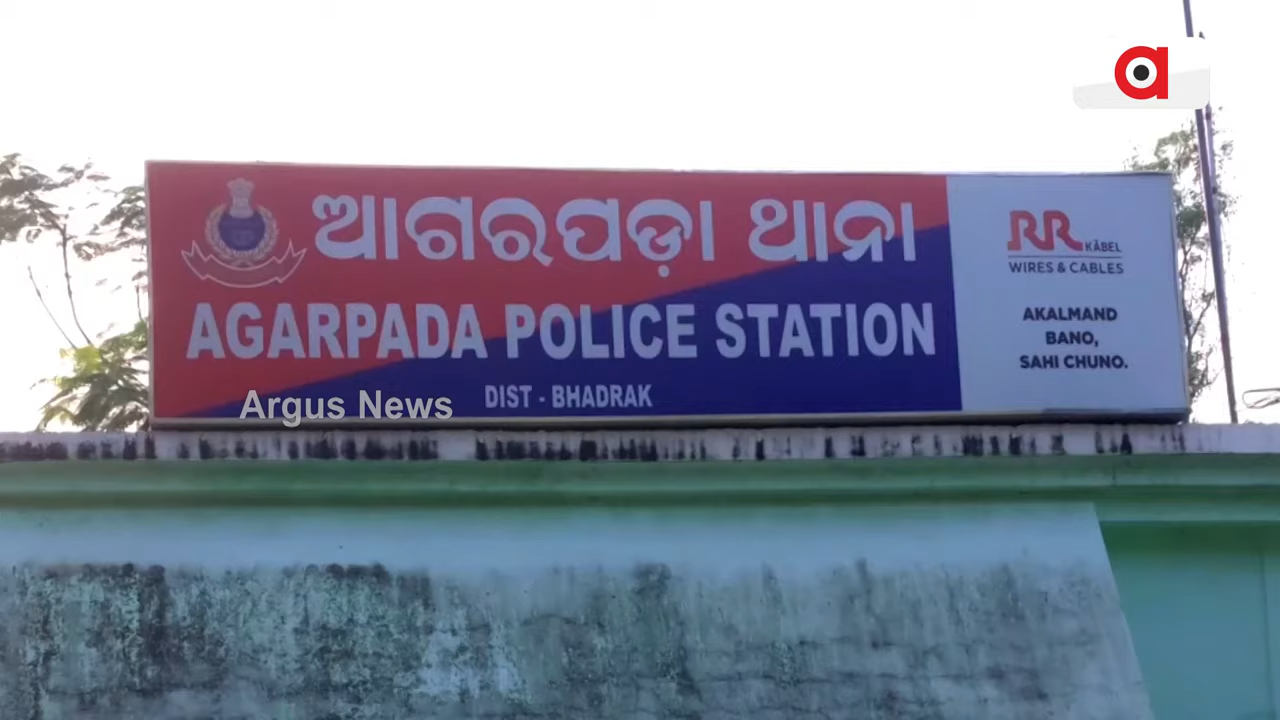 ଆଗରପଡ଼ା ଥାନା
AGARPADA POLICE STATION
DIST - BHADRAK
RR KABEL
WIRES & CABLES
AKALMAND
BANO,
SAHI CHUNO.
Argus News
a